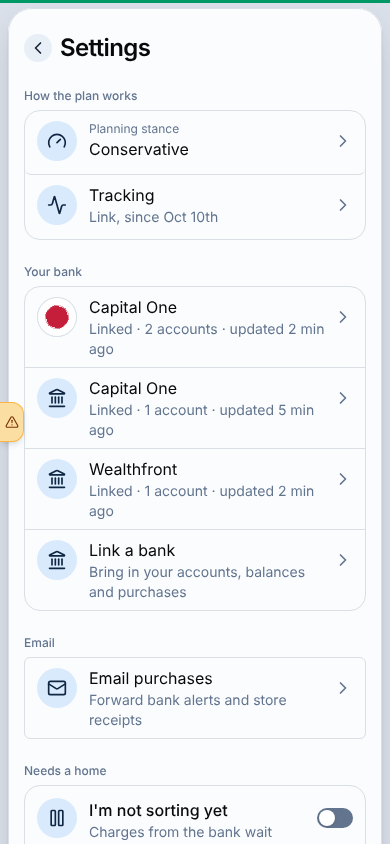 Settings
How the plan works
Planning stance
Conservative
Tracking
Link, since Oct 10th
Your bank
Capital One
Linked · 2 accounts · updated 2 min
ago
Capital One
Linked · 1 account · updated 5 min
ago
Wealthfront
Linked · 1 account · updated 2 min
ago
Link a bank
Bring in your accounts, balances
and purchases
Email
Email purchases
Forward bank alerts and store
receipts
Needs a home
I'm not sorting yet
Charges from the bank wait